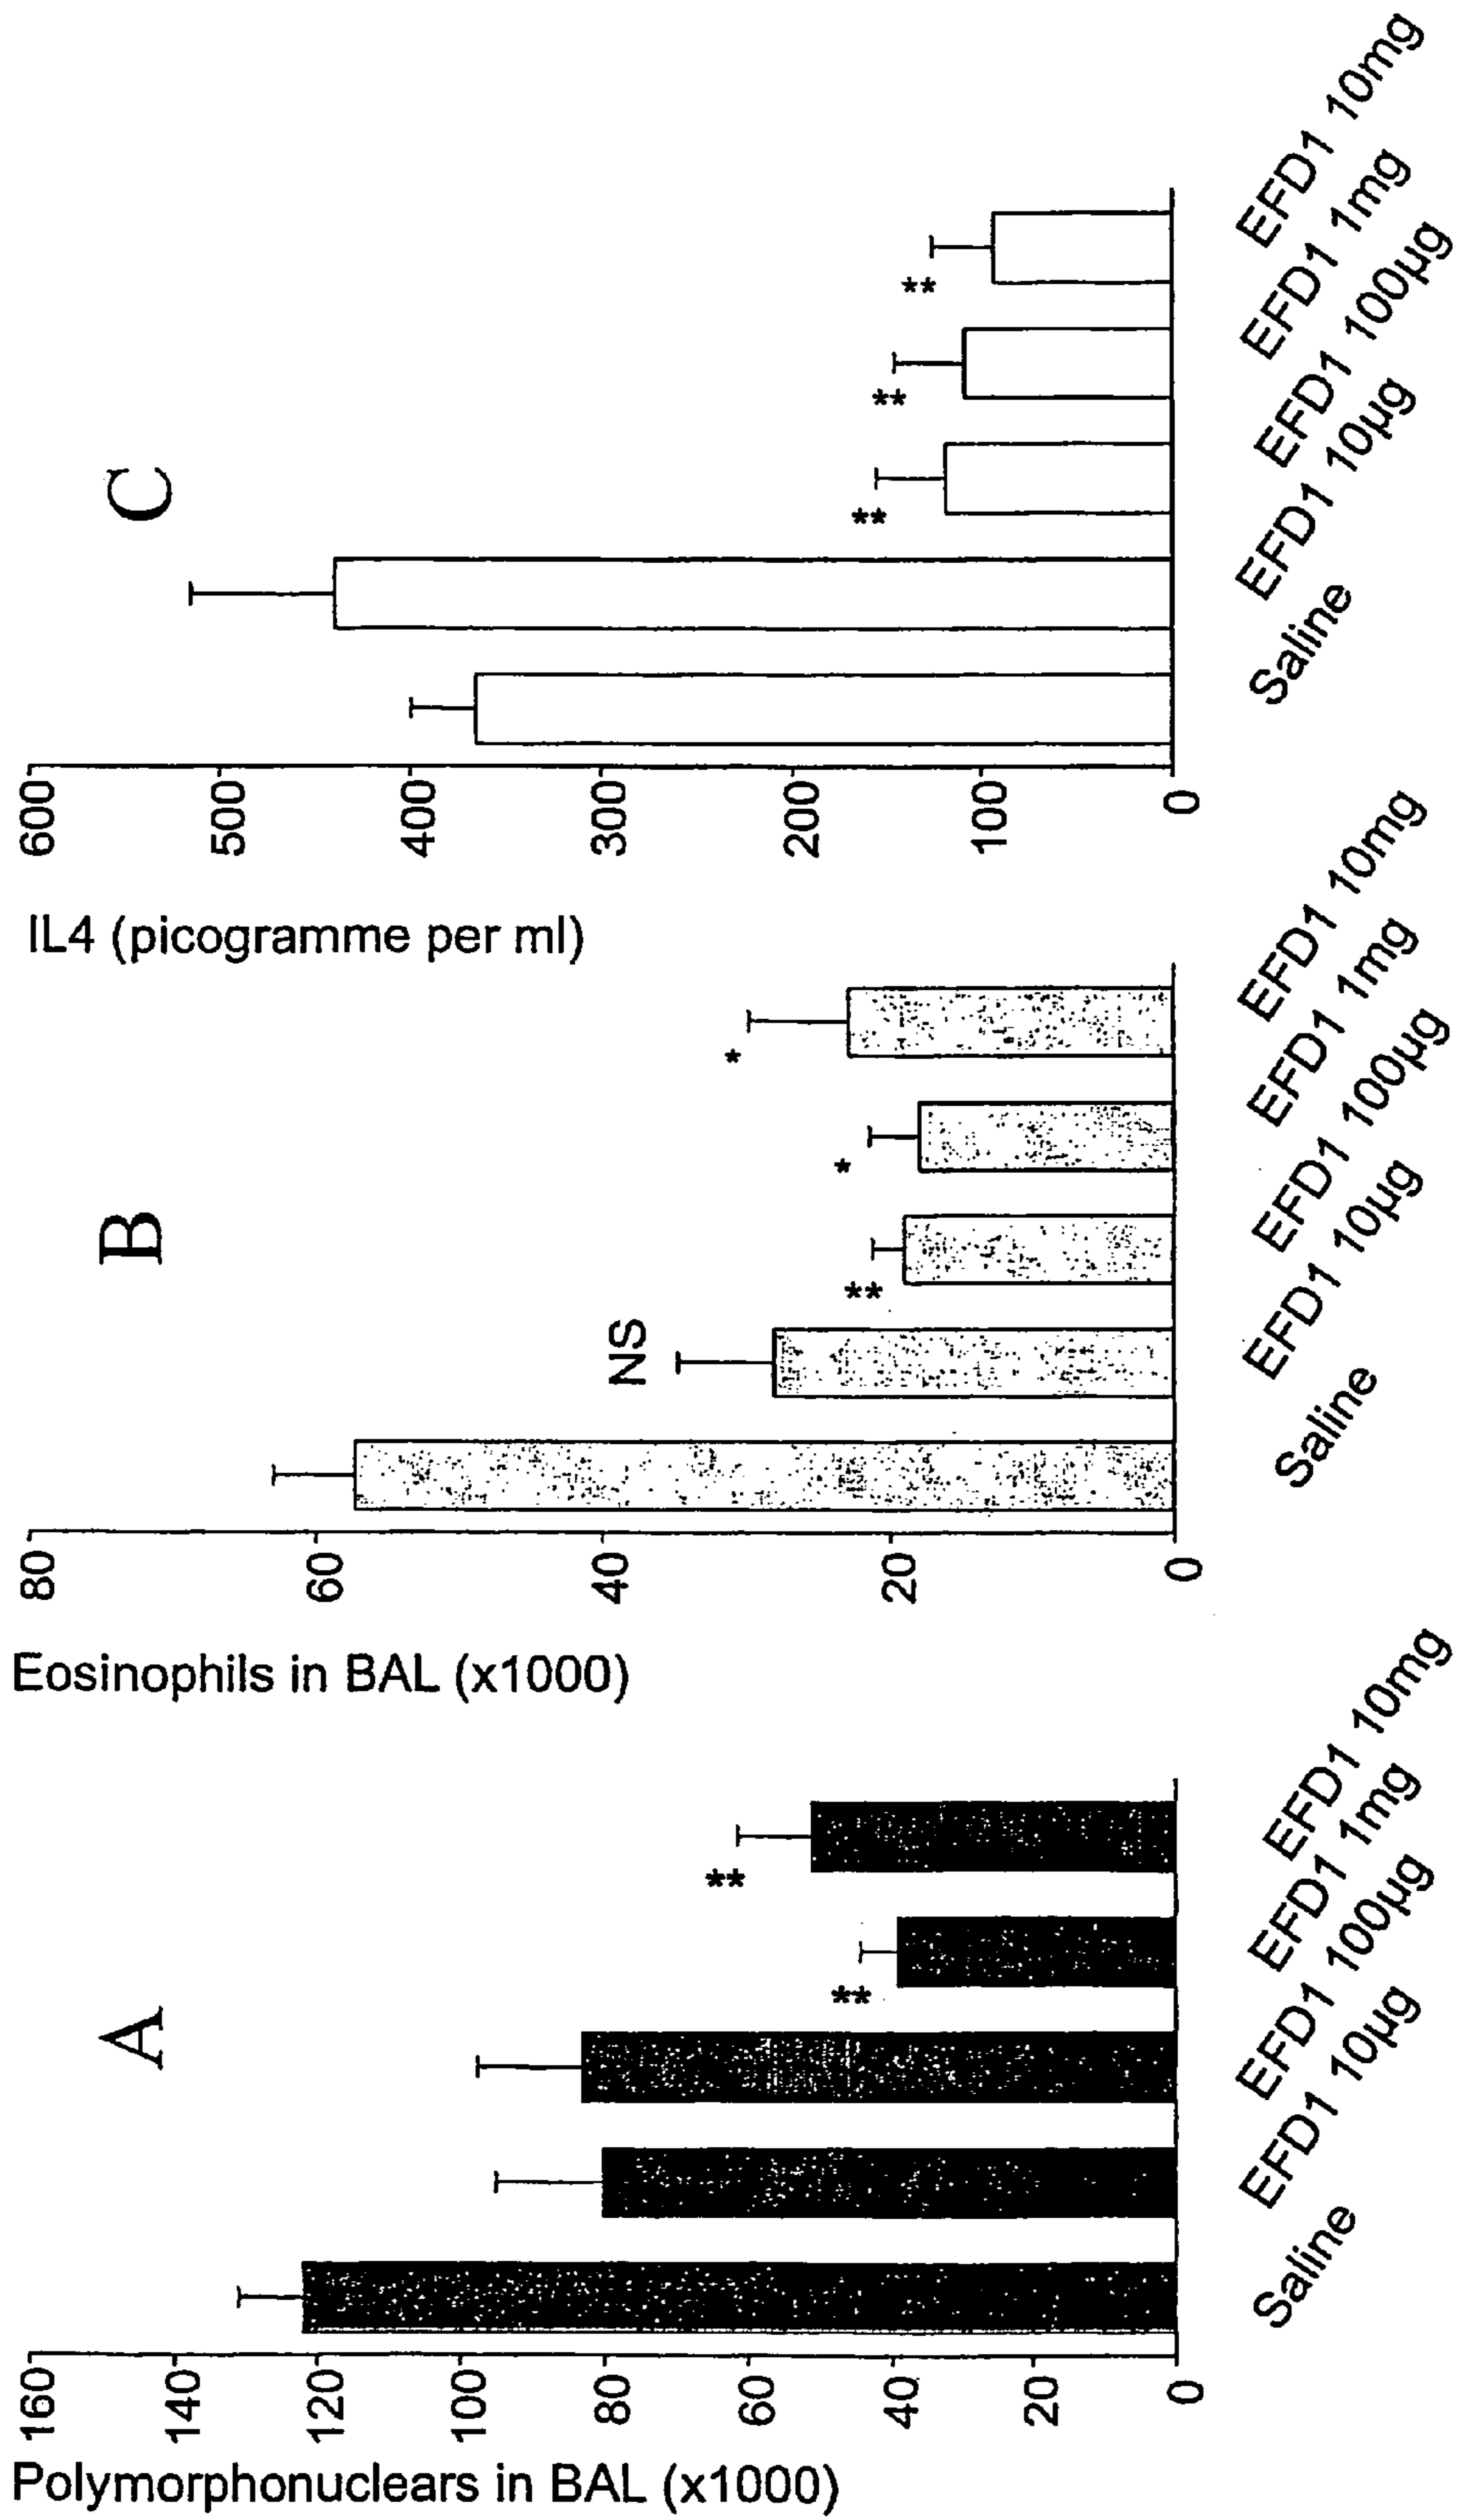 Polymorphonuclears in BAL (x1000)
A
160
140
120
100
80
60
40
20
0
**
**
Saline
EFD1 10µg
EFD1 100µg
EFD1 1mg
EFD1 10mg
Eosinophils in BAL (x1000)
B
80
60
40
20
0
NS
**
*
*
Saline
EFD1 10µg
EFD1 100µg
EFD1 1mg
EFD1 10mg
IL4 (picogramme per ml)
C
600
500
400
300
200
100
0
**
**
**
Saline
EFD1 10µg
EFD1 100µg
EFD1 1mg
EFD1 10mg